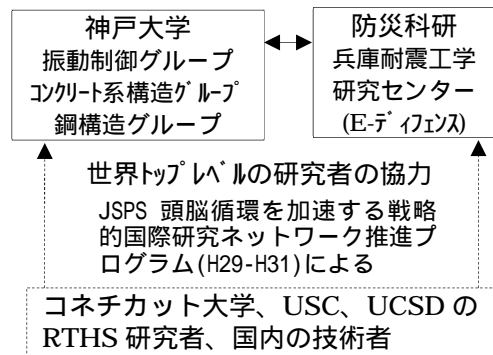 神戸大学
振動制御グループ
コンクリート系構造グループ
鋼構造グループ
防災科研
兵庫耐震工学
研究センター
(E-ディフェンス)
世界トップレベルの研究者の協力
JSPS 頭脳循環を加速する戦略
的国際研究ネットワーク推進プ
ログラム(H29-H31)による
コネチカット大学、USC、UCSD の
RTHS 研究者、国内の技術者